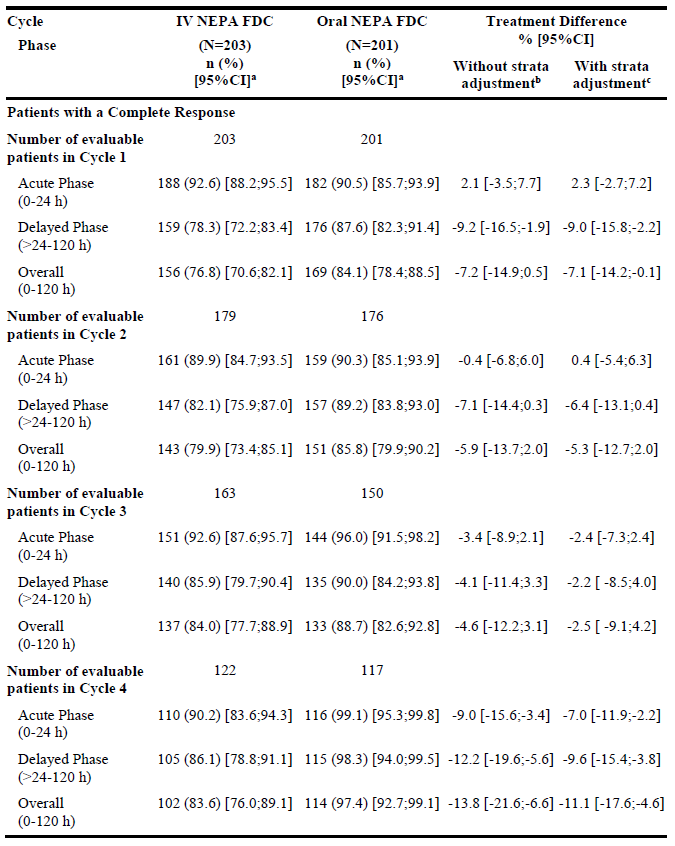 Cycle IV NEPA FDC Oral NEPA FDC Treatment Difference
Phase (N=203) (N=201) % [95%CI]
n (%) n (%) Without strata With strata
[95%CI]a [95%CI]a adjustmentb adjustmentc
Patients with a Complete Response
Number of evaluable 203 201
patients in Cycle 1
Acute Phase 188 (92.6) [88.2;95.5] 182 (90.5) [85.7;93.9] 2.1 [-3.5;7.7] 2.3 [-2.7;7.2]
(0-24 h)
Delayed Phase 159 (78.3) [72.2;83.4] 176 (87.6) [82.3;91.4] -9.2 [-16.5;-1.9] -9.0 [-15.8;-2.2]
(>24-120 h)
Overall 156 (76.8) [70.6;82.1] 169 (84.1) [78.4;88.5] -7.2 [-14.9;0.5] -7.1 [-14.2;-0.1]
(0-120 h)
Number of evaluable 179 176
patients in Cycle 2
Acute Phase 161 (89.9) [84.7;93.5] 159 (90.3) [85.1;93.9] -0.4 [-6.8;6.0] 0.4 [-5.4;6.3]
(0-24 h)
Delayed Phase 147 (82.1) [75.9;87.0] 157 (89.2) [83.8;93.0] -7.1 [-14.4;0.3] -6.4 [-13.1;0.4]
(>24-120 h)
Overall 143 (79.9) [73.4;85.1] 151 (85.8) [79.9;90.2] -5.9 [-13.7;2.0] -5.3 [-12.7;2.0]
(0-120 h)
Number of evaluable 163 150
patients in Cycle 3
Acute Phase 151 (92.6) [87.6;95.7] 144 (96.0) [91.5;98.2] -3.4 [-8.9;2.1] -2.4 [-7.3;2.4]
(0-24 h)
Delayed Phase 140 (85.9) [79.7;90.4] 135 (90.0) [84.2;93.8] -4.1 [-11.4;3.3] -2.2 [ -8.5;4.0]
(>24-120 h)
Overall 137 (84.0) [77.7;88.9] 133 (88.7) [82.6;92.8] -4.6 [-12.2;3.1] -2.5 [ -9.1;4.2]
(0-120 h)
Number of evaluable 122 117
patients in Cycle 4
Acute Phase 110 (90.2) [83.6;94.3] 116 (99.1) [95.3;99.8] -9.0 [-15.6;-3.4] -7.0 [-11.9;-2.2]
(0-24 h)
Delayed Phase 105 (86.1) [78.8;91.1] 115 (98.3) [94.0;99.5] -12.2 [-19.6;-5.6] -9.6 [-15.4;-3.8]
(>24-120 h)
Overall 102 (83.6) [76.0;89.1] 114 (97.4) [92.7;99.1] -13.8 [-21.6;-6.6] -11.1 [-17.6;-4.6]
(0-120 h)